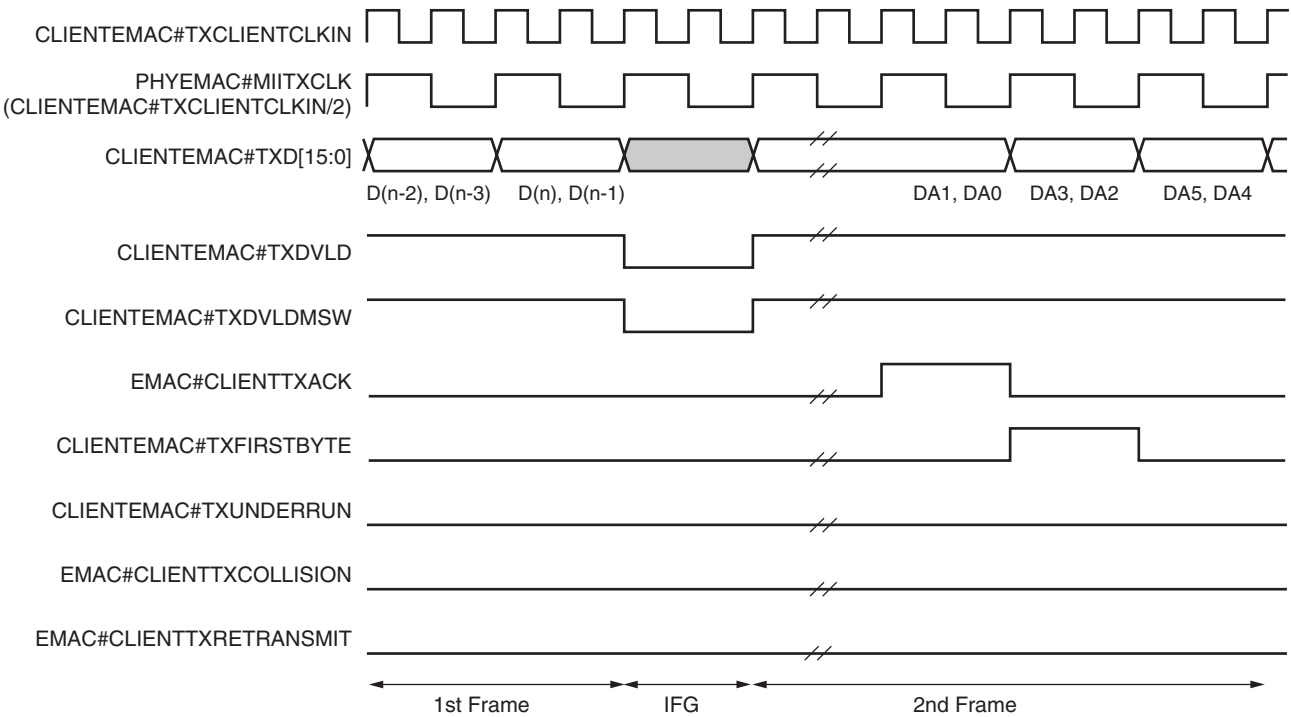 CLIENTEMAC#TXCLIENTCLKIN
PHYEMAC#MIITXCLK
(CLIENTEMAC#TXCLIENTCLKIN/2)
CLIENTEMAC#TXD[15:0]
D(n-2), D(n-3) D(n), D(n-1) DA1, DA0 DA3, DA2 DA5, DA4
CLIENTEMAC#TXDVLD
CLIENTEMAC#TXDVLDMSW
EMAC#CLIENTTXACK
CLIENTEMAC#TXFIRSTBYTE
CLIENTEMAC#TXUNDERRUN
EMAC#CLIENTTXCOLLISION
EMAC#CLIENTTXRETRANSMIT
1st Frame IFG 2nd Frame